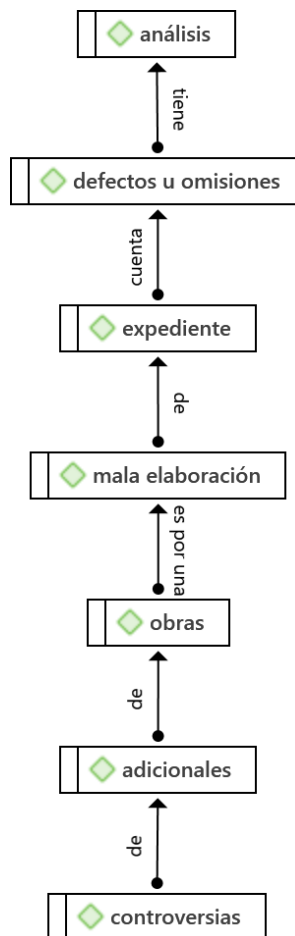 análisis
tiene
defectos u omisiones
cuenta
expediente
de
mala elaboración
es por una
obras
de
adicionales
de
controversias